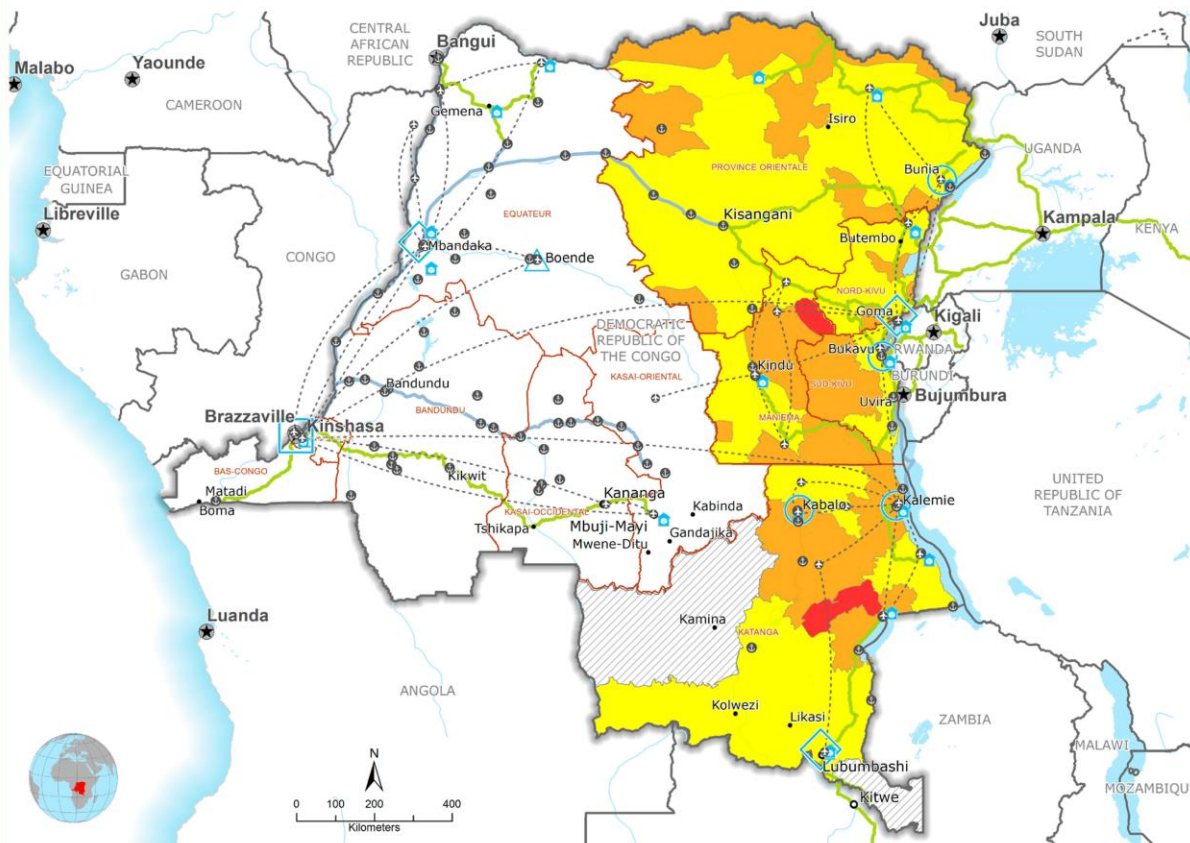 Juba
SOUTH
SUDAN
CENTRAL
AFRICAN
REPUBLIC
Bangui
Yaounde
Malabo
CAMEROON
Gemena
Isiro
UGANDA
PROVINCE ORIENTALE
Bunia
EQUATORIAL
GUINEA
Libreville
EQUATEUR
Kisangani
Kampala
KENYA
CONGO
Mbandaka
Butembo
Boende
GABON
NORD-KIVU
Goma
Kigali
DEMOCRATIC
REPUBLIC OF
THE CONGO
Bukavu
RWANDA
KASAI-ORIENTAL
Kindu
SUD-KIVU
BURUNDI
Bandundu
BANDUNDU
Uvira
Bujumbura
MANIEMA
Brazzaville
Kinshasa
BAS-CONGO
Kikwit
UNITED
REPUBLIC OF
TANZANIA
Matadi
Boma
Kananga
Kabinda
Kabalo
Kalemie
KASAI-OCCIDENTAL
Tshikapa
Mbuji-Mayi
Gandajika
Mwene-Ditu
Luanda
Kamina
KATANGA
ANGOLA
Kolwezi
Likasi
ZAMBIA
MALAWI
Lubumbashi
MOZAMBIQU
Kitwe
N
0 100 200 400
Kilometers